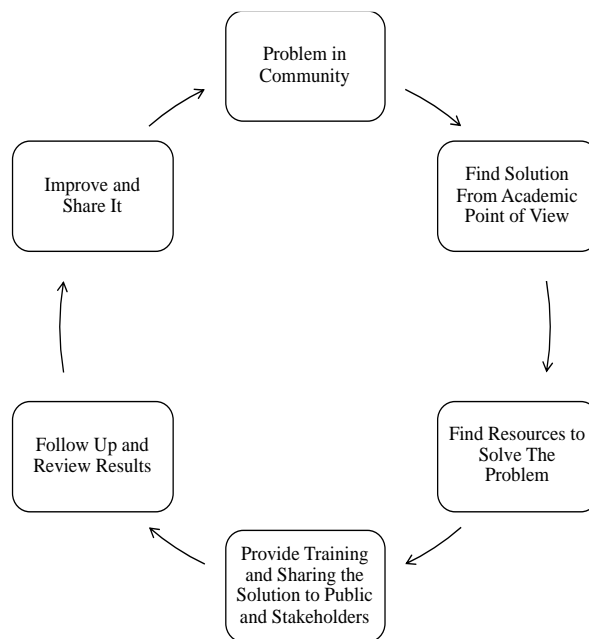 Problem in
Community
Find Solution
From Academic
Point of View
Find Resources to
Solve The
Problem
Provide Training
and Sharing the
Solution to Public
and Stakeholders
Follow Up and
Review Results
Improve and
Share It